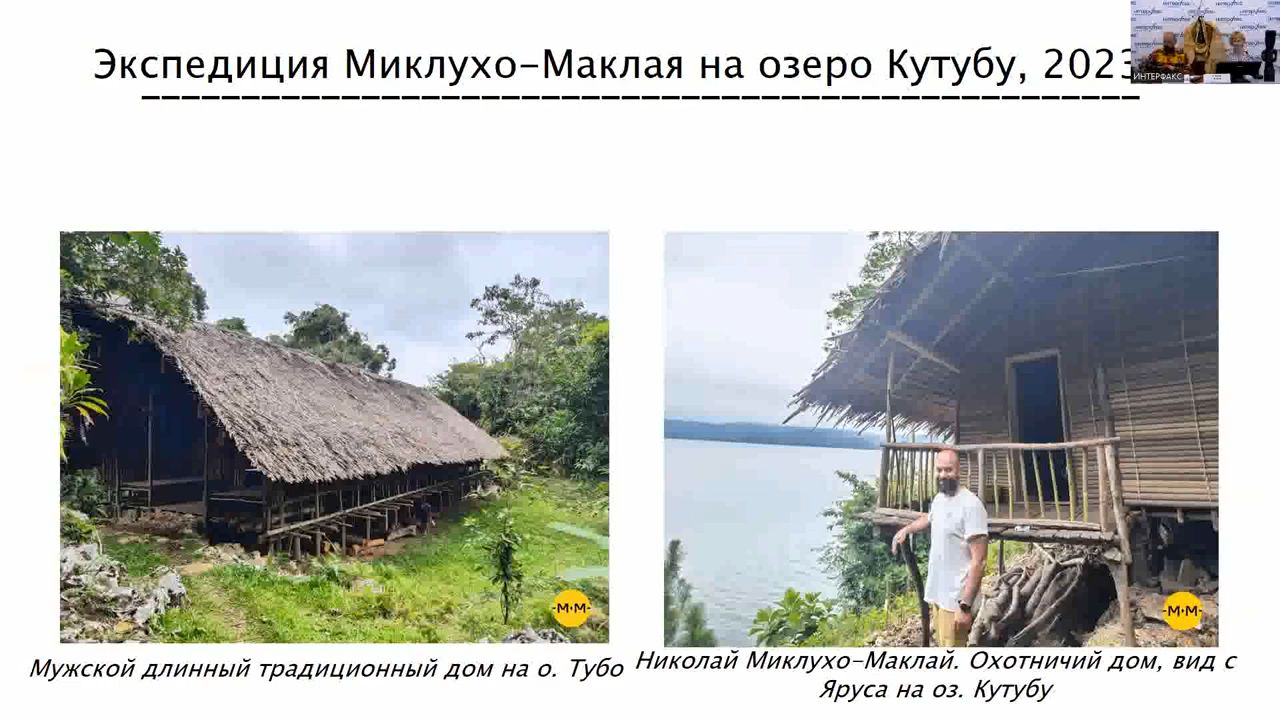 Экспедиция Миклухо-Маклая на озеро Кутубу, 2023
ИНТЕРФАКС
М·М
М·М
Мужской длинный традиционный дом на о. Тубо
Николай Миклухо-Маклай. Охотничий дом, вид с
Яруса на оз. Кутубу